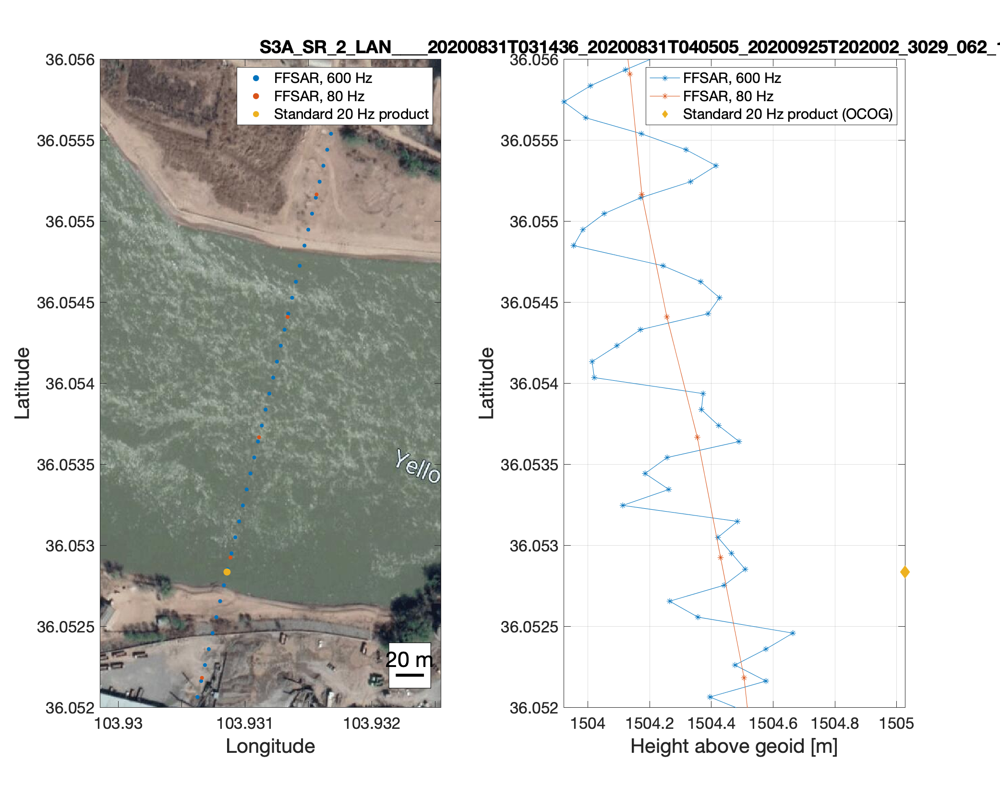 S3A_SR_2_LAN____20200831T031436_20200831T040505_20200925T202002_3029_062_1
36.056
36.0555
36.055
36.0545
36.054
36.0535
36.053
36.0525
36.052
Latitude
103.93
103.931
103.932
Longitude
FFSAR, 600 Hz
FFSAR, 80 Hz
Standard 20 Hz product
Yello
20 m
36.056
36.0555
36.055
36.0545
36.054
36.0535
36.053
36.0525
36.052
Latitude
1504
1504.2
1504.4
1504.6
1504.8
1505
Height above geoid [m]
FFSAR, 600 Hz
FFSAR, 80 Hz
Standard 20 Hz product (OCOG)